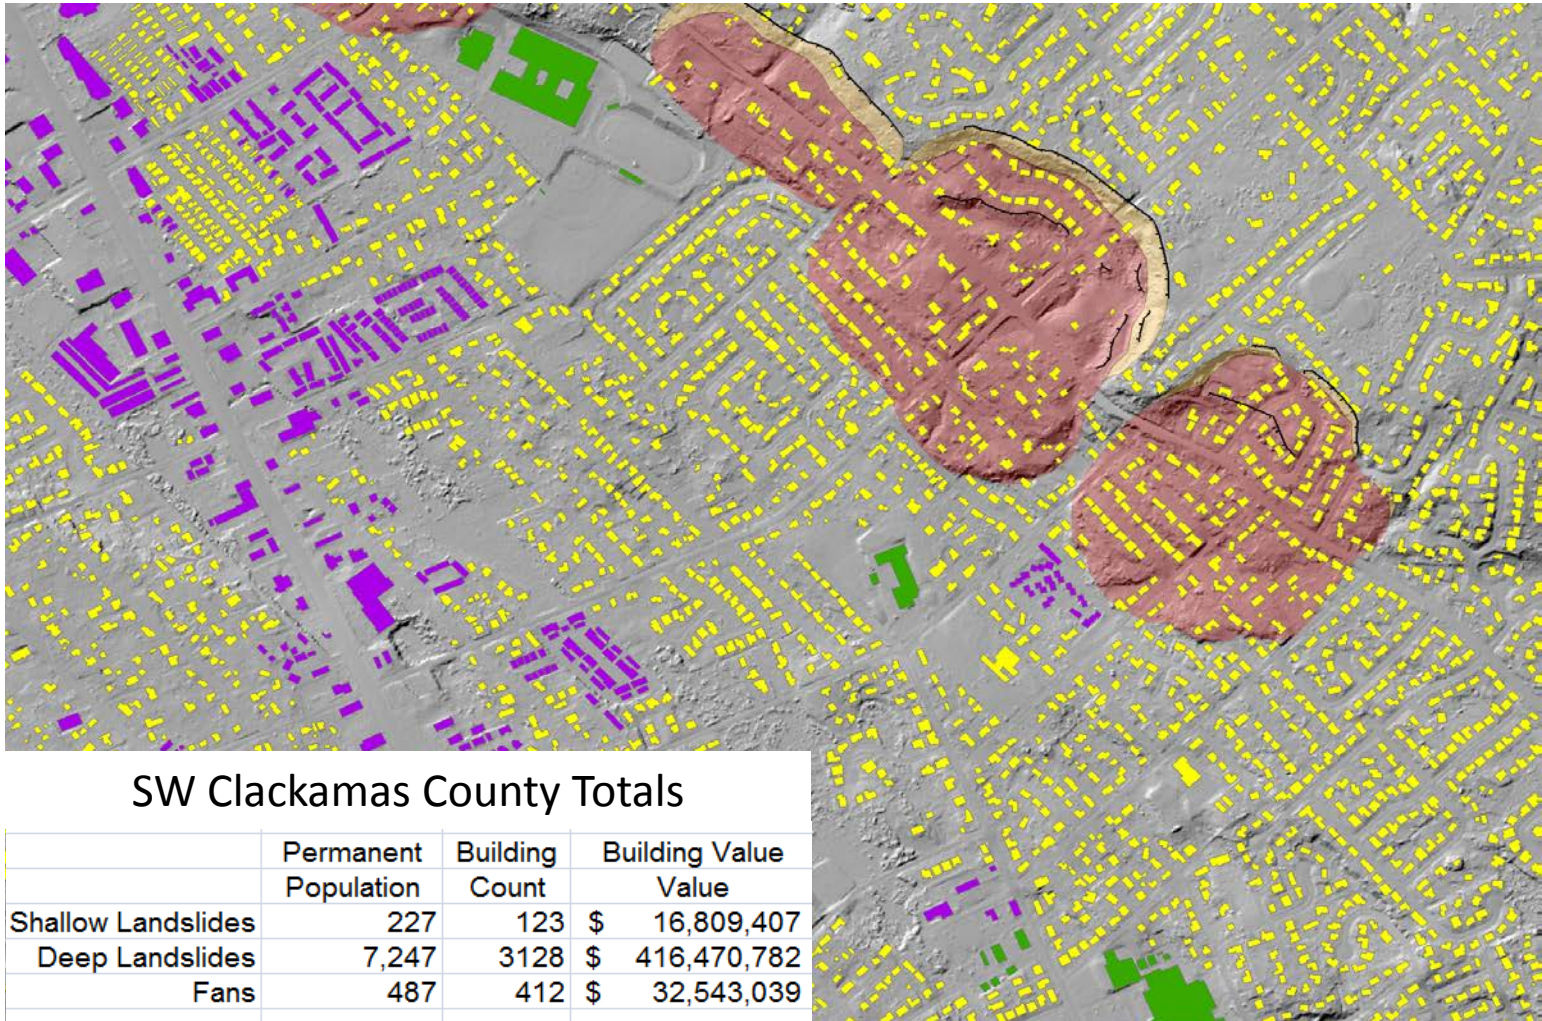 SW Clackamas County Totals
Permanent Building Building Value
Population Count Value
Shallow Landslides 227 123 $ 16,809,407
Deep Landslides 7,247 3128 $ 416,470,782
Fans 487 412 $ 32,543,039